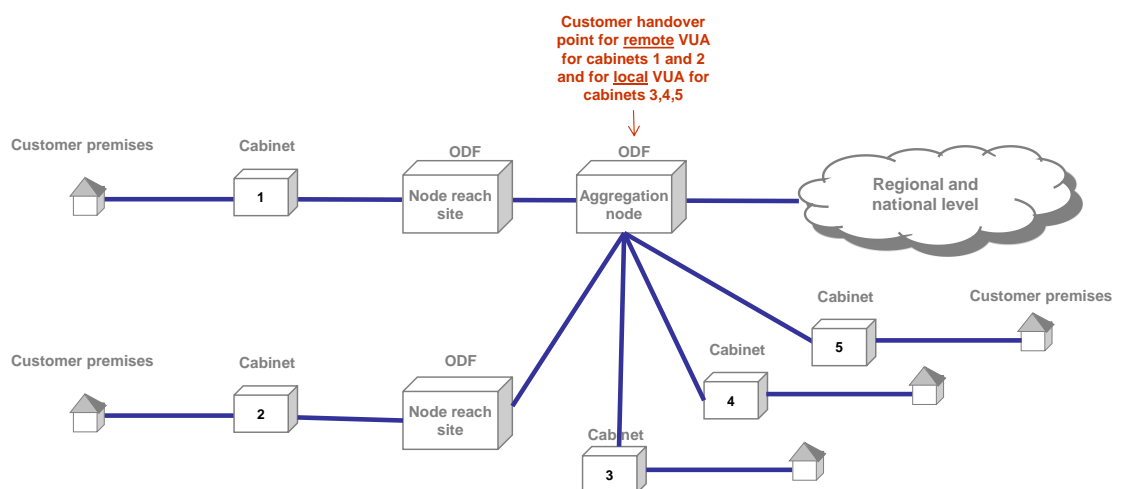 Customer handover
point for remote VUA
for cabinets 1 and 2
and for local VUA for
cabinets 3,4,5
Customer premises
Cabinet
ODF
ODF
1
Node reach
site
Aggregation
node
Regional and
national level
Cabinet
Customer premises
5
Customer premises
Cabinet
ODF
Cabinet
2
Node reach
site
4
Cabinet
3